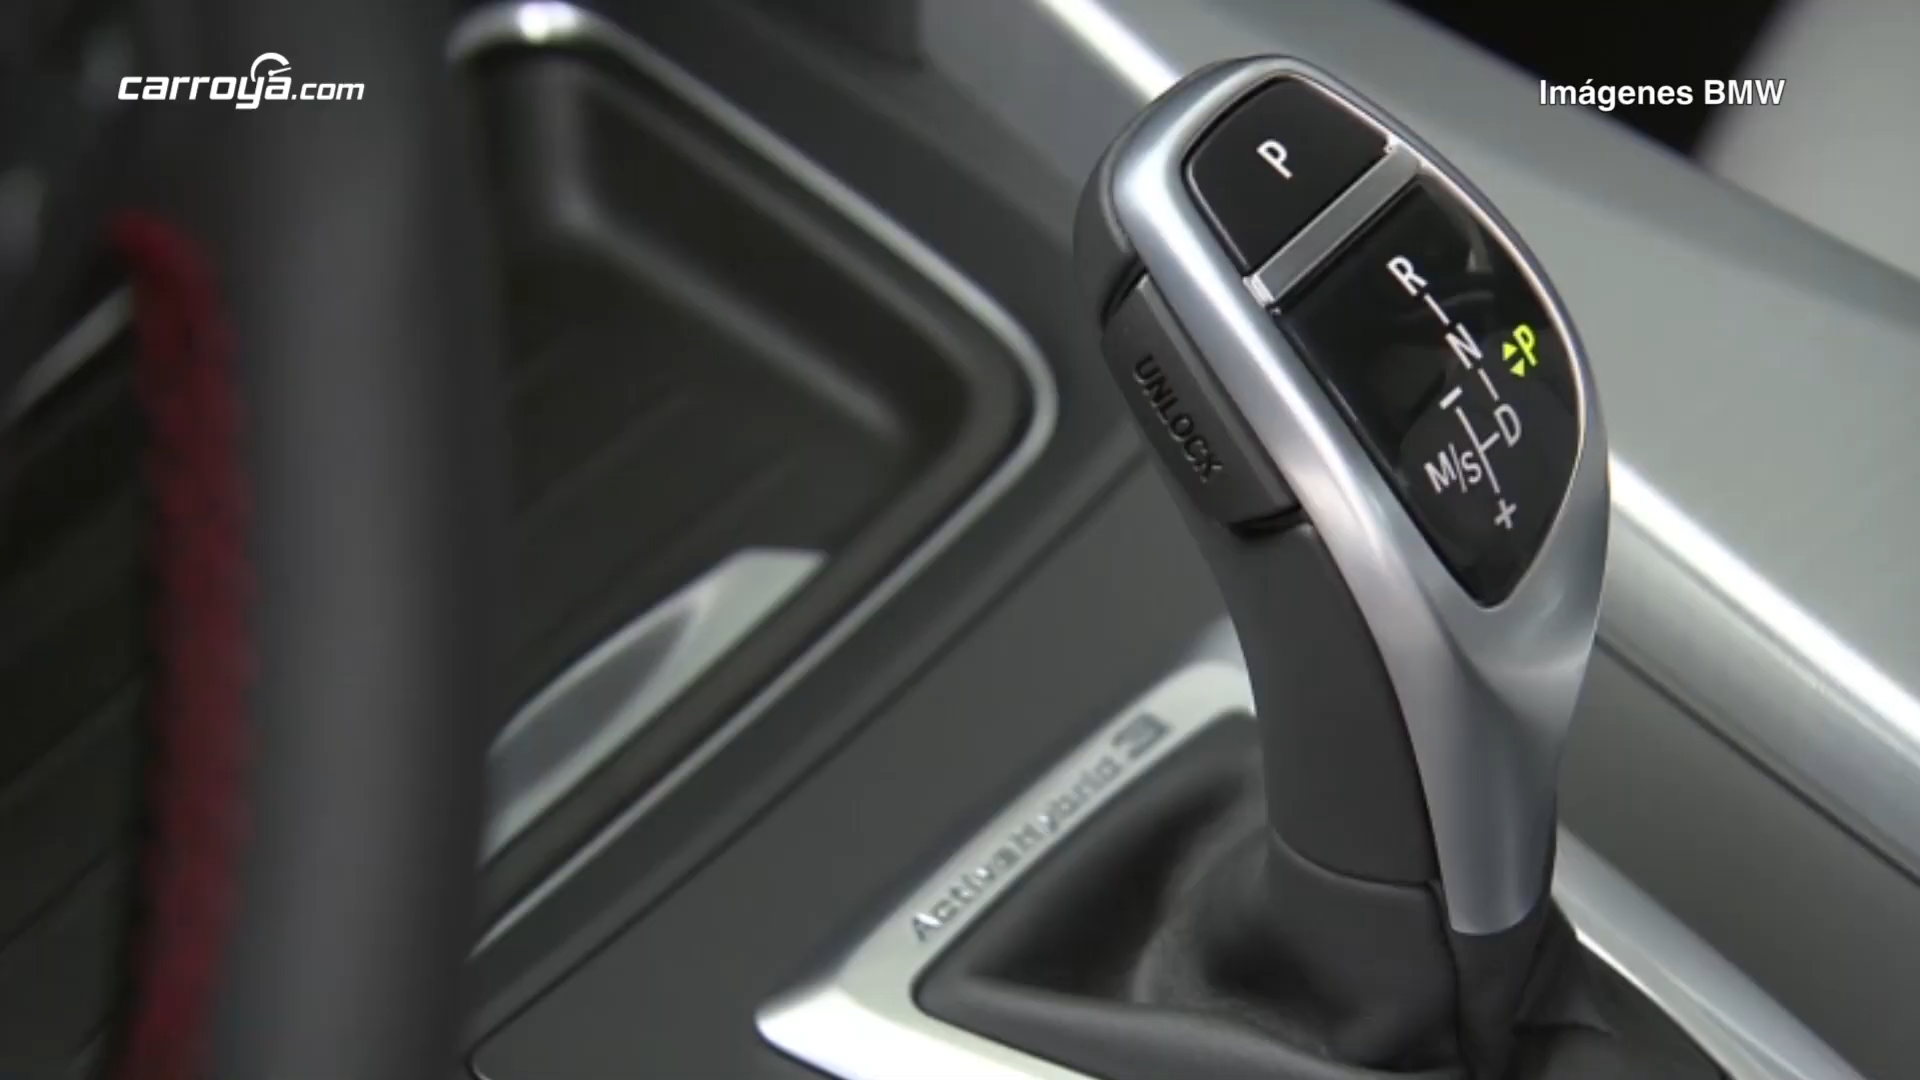 carroya.com
Imágenes BMW
P
R
N
P
D
M/S
+
UNLOCK
ActiveHybrid 3